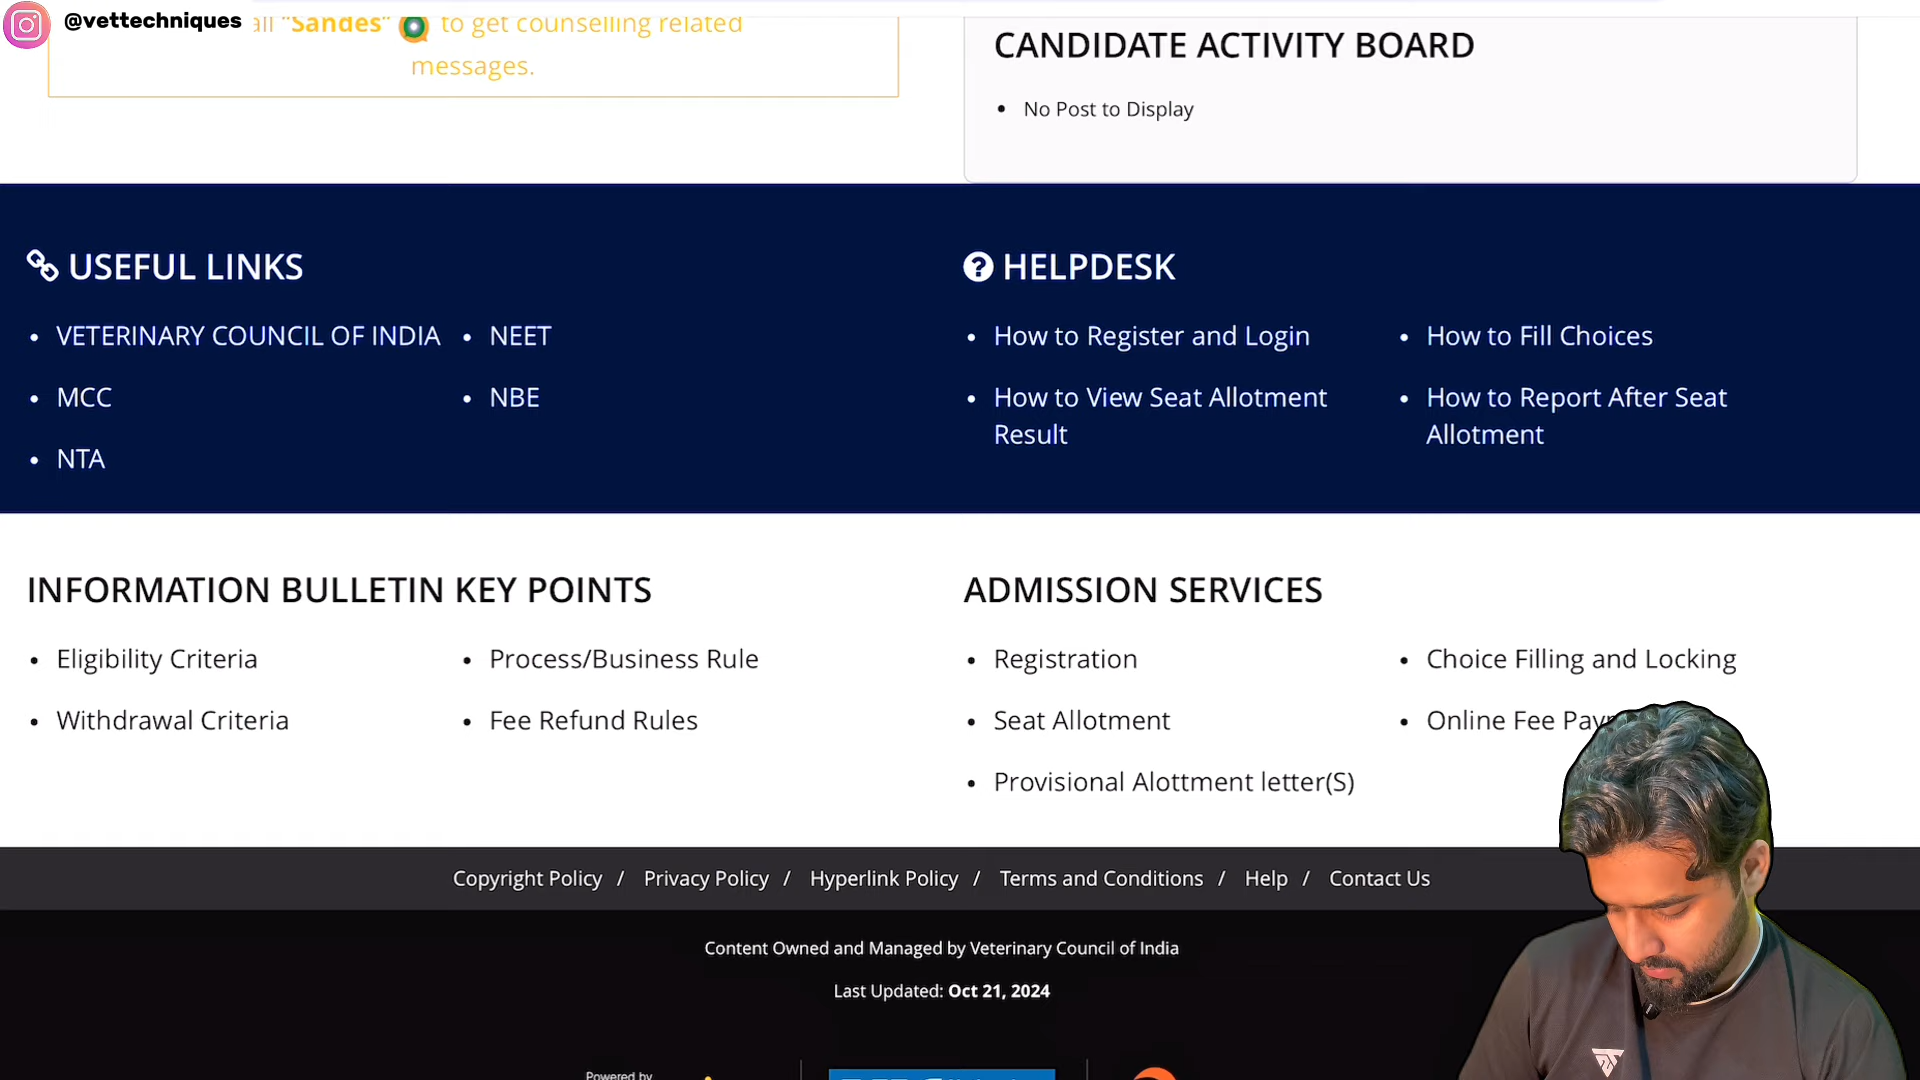 @vettechniques
all "Sandes" to get counselling related
messages.
CANDIDATE ACTIVITY BOARD
No Post to Display
USEFUL LINKS
VETERINARY COUNCIL OF INDIA
NEET
MCC
NBE
NTA
HELPDESK
How to Register and Login
How to Fill Choices
How to View Seat Allotment
Result
How to Report After Seat
Allotment
INFORMATION BULLETIN KEY POINTS
Eligibility Criteria
Process/Business Rule
Withdrawal Criteria
Fee Refund Rules
ADMISSION SERVICES
Registration
Choice Filling and Locking
Seat Allotment
Online Fee
Provisional Alottment letter(S)
Copyright Policy / Privacy Policy / Hyperlink Policy / Terms and Conditions / Help / Contact Us
Content Owned and Managed by Veterinary Council of India
Last Updated: Oct 21, 2024
Powered by